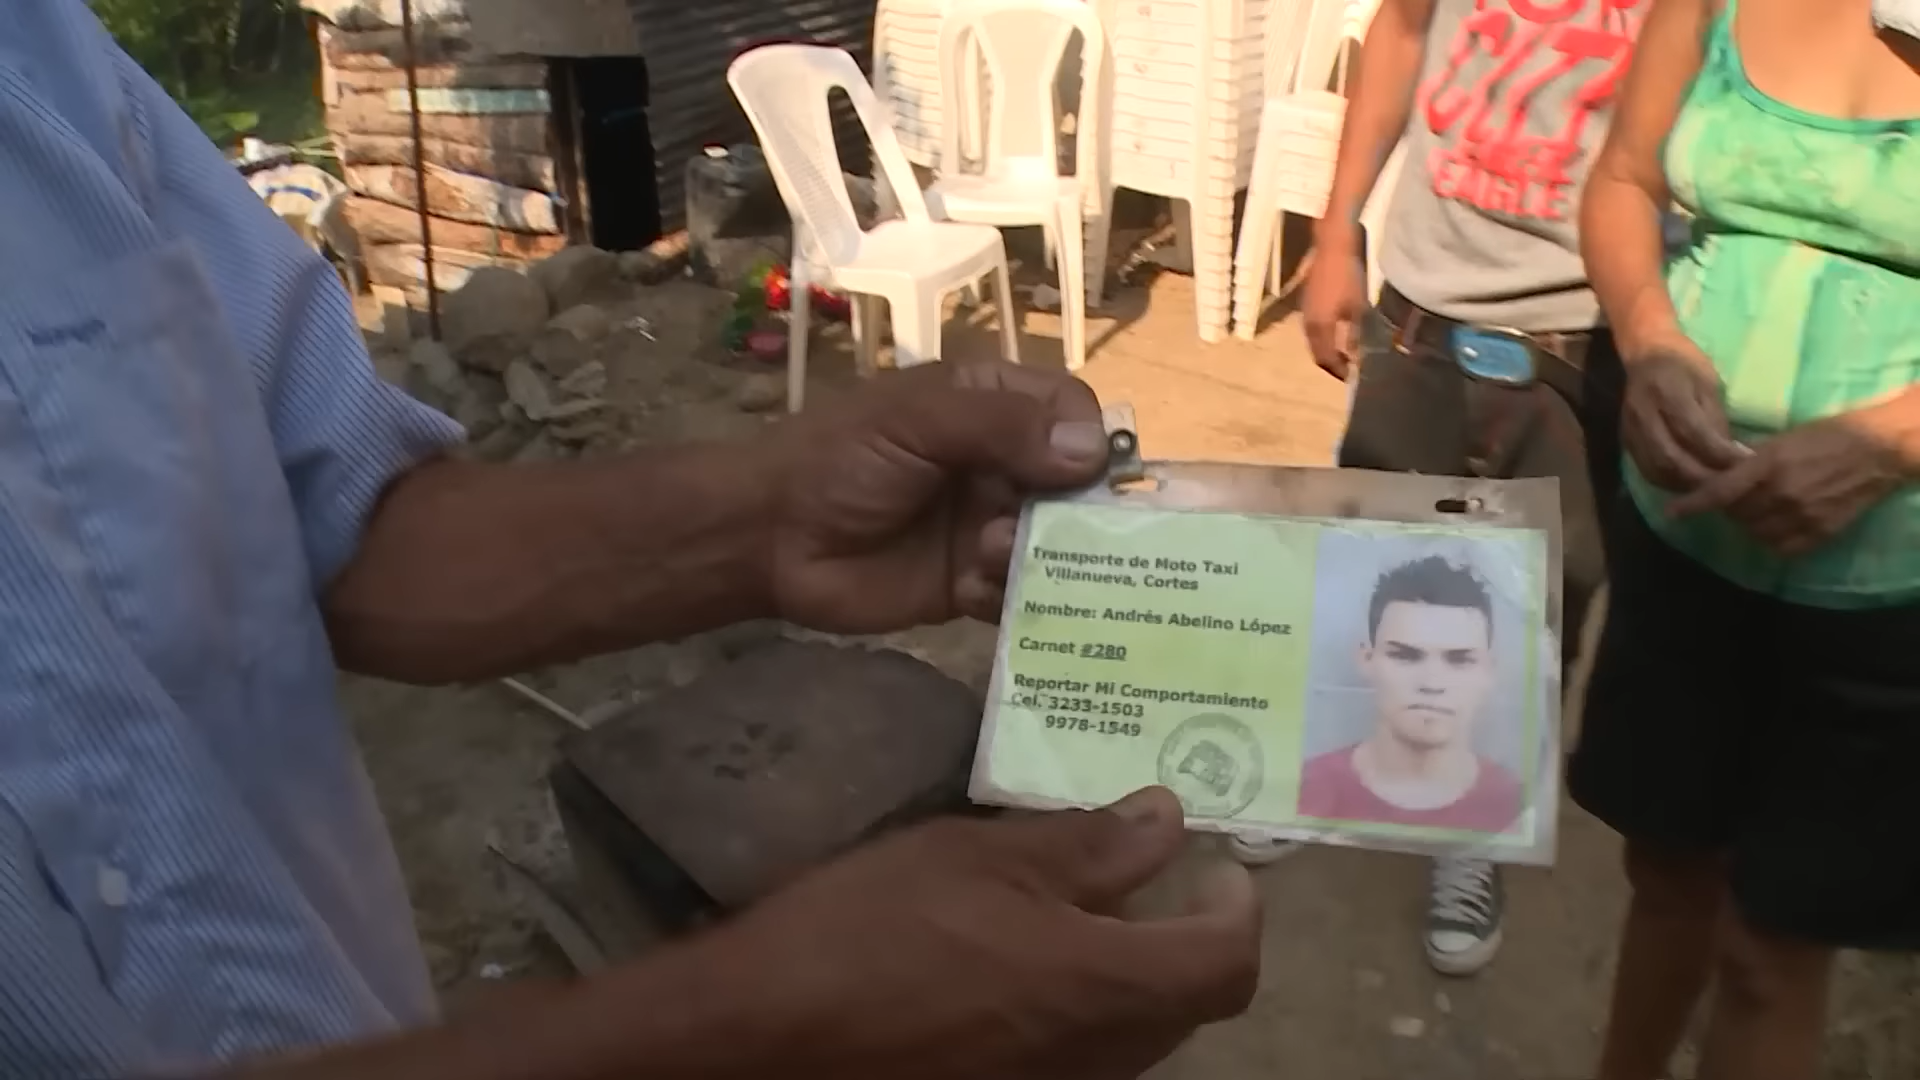 Transporte de Moto Taxi
Villanueva, Cortes
Nombre: Andrés Abelino López
Carnet #280
Reportar Mi Comportamiento
Cel. 3233-1503
9978-1549